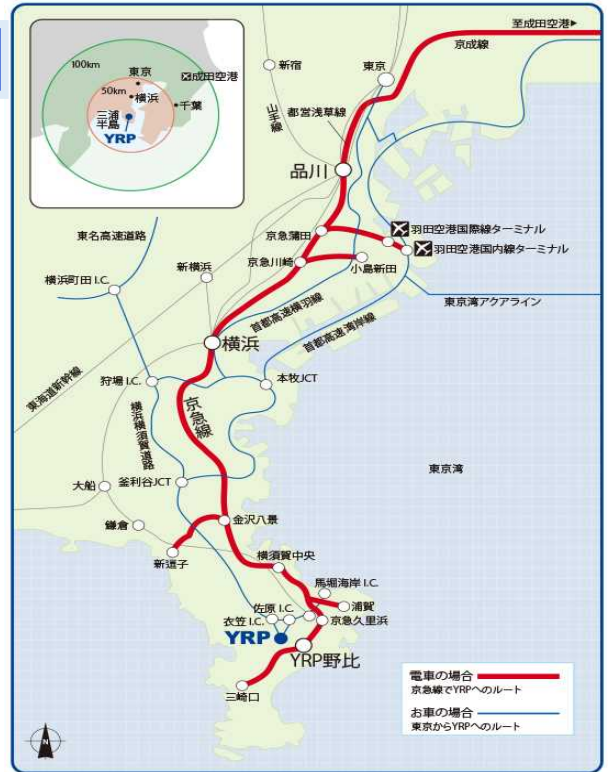 至成田空港▶
京成線
100km
東京
成田空港
50km
横浜
千葉
三浦
半島
YRP
新宿
東京
山手線
都営浅草線
品川
東名高速道路
京急蒲田
羽田空港国際線ターミナル
羽田空港国内線ターミナル
新横浜
京急川崎
小島新田
横浜町田 I.C.
首都高速横羽線
首都高速湾岸線
東京湾アクアライン
横浜
東海道新幹線
狩場 I.C.
本牧JCT
京急線
横浜横須賀道路
東京湾
大船
釜利谷JCT
鎌倉
金沢八景
新逗子
横須賀中央
馬堀海岸 I.C.
佐原 I.C.
浦賀
衣笠 I.C.
京急久里浜
YRP
YRP野比
三崎口
電車の場合
京急線でYRPへのルート
お車の場合
東京からYRPへのルート
N